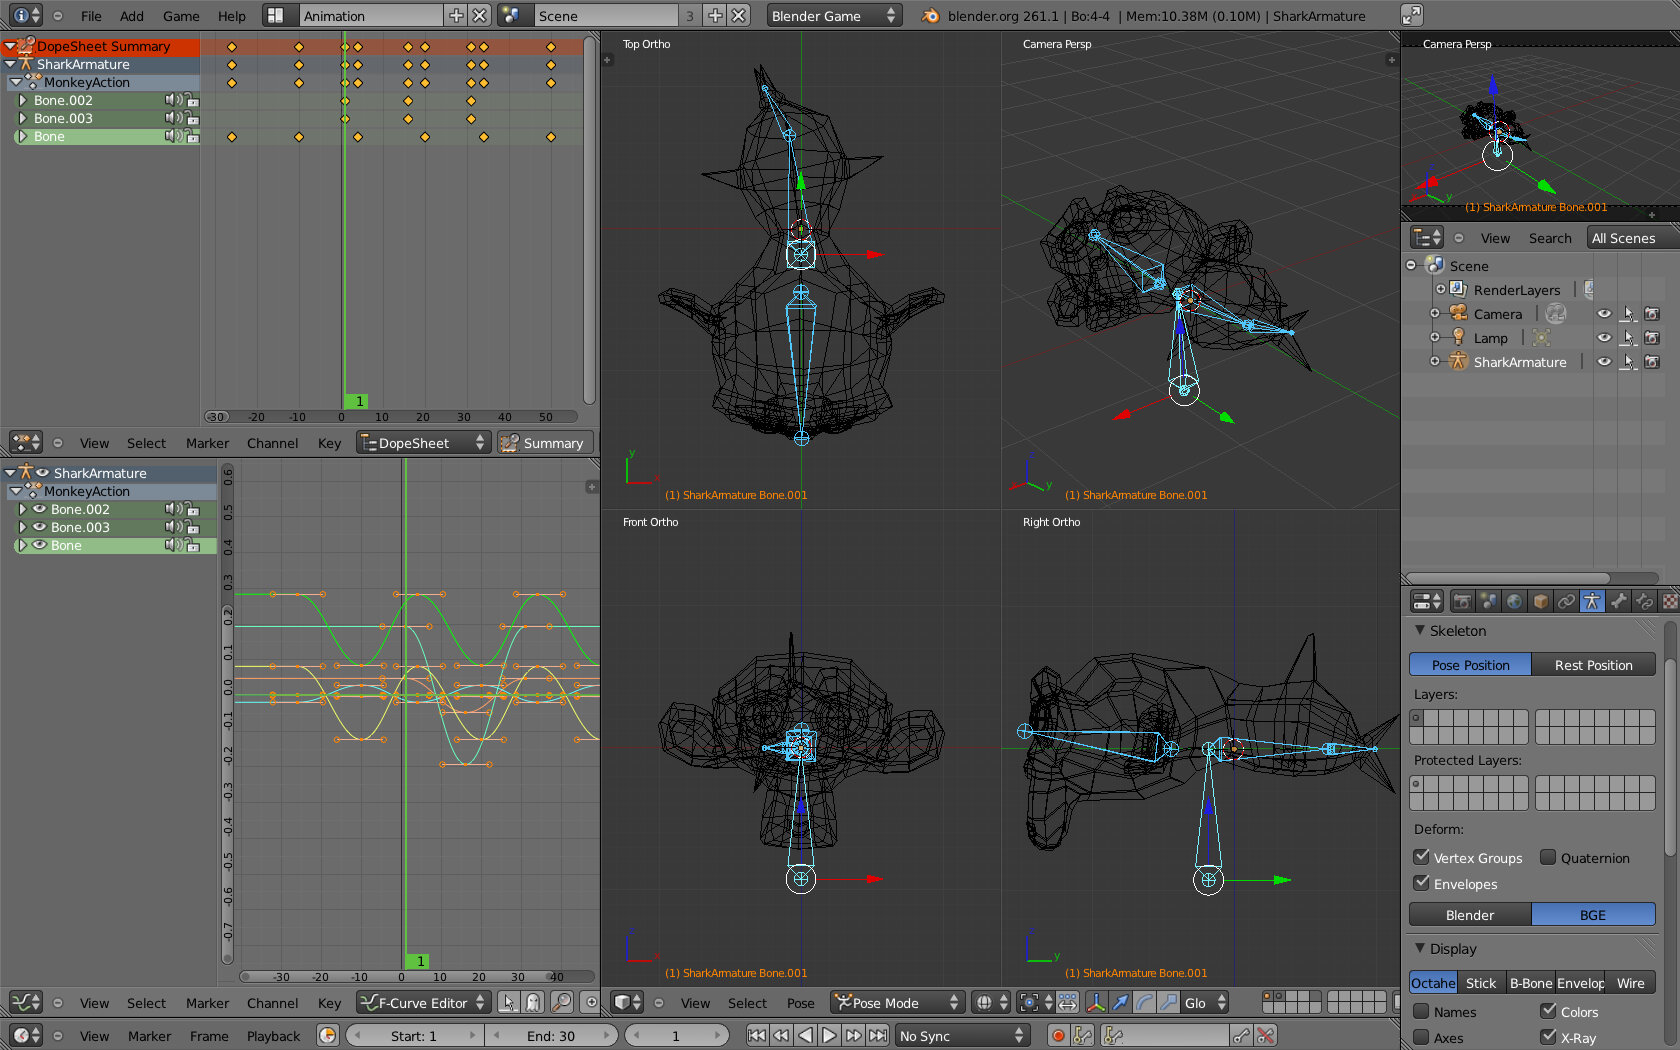 File Add Game Help Animation Scene 3 Blender Game blender.org 261.1 | Bo:4-4 | Mem:10.38M (0.10M) | SharkArmature
DopeSheet Summary
SharkArmature
MonkeyAction
Bone.002
Bone.003
Bone
1
-30 -20 -10 0 10 20 30 40 50
View Select Marker Channel Key DopeSheet Summary
SharkArmature
MonkeyAction
Bone.002
Bone.003
Bone
0.6
0.5
0.4
0.3
0.2
0.1
0.0
-0.1
-0.2
-0.3
-0.4
-0.5
-0.6
-0.7
1
-30 -20 -10 0 10 20 30 40
View Select Marker Channel Key F-Curve Editor
Top Ortho
y
x
(1) SharkArmature Bone.001
Camera Persp
z
x
y
(1) SharkArmature Bone.001
Front Ortho
z
x
(1) SharkArmature Bone.001
Right Ortho
z
y
(1) SharkArmature Bone.001
View Select Pose Pose Mode Glo
Camera Persp
z
x
y
(1) SharkArmature Bone.001
View Search All Scenes
Scene
RenderLayers |
Camera |
Lamp |
SharkArmature |
Skeleton
Pose Position Rest Position
Layers:
Protected Layers:
Deform:
Vertex Groups Quaternion
Envelopes
Blender BGE
Display
Octahe Stick B-Bone Envelop Wire
Names Colors
Axes X-Ray
View Marker Frame Playback Start: 1 End: 30 1 No Sync